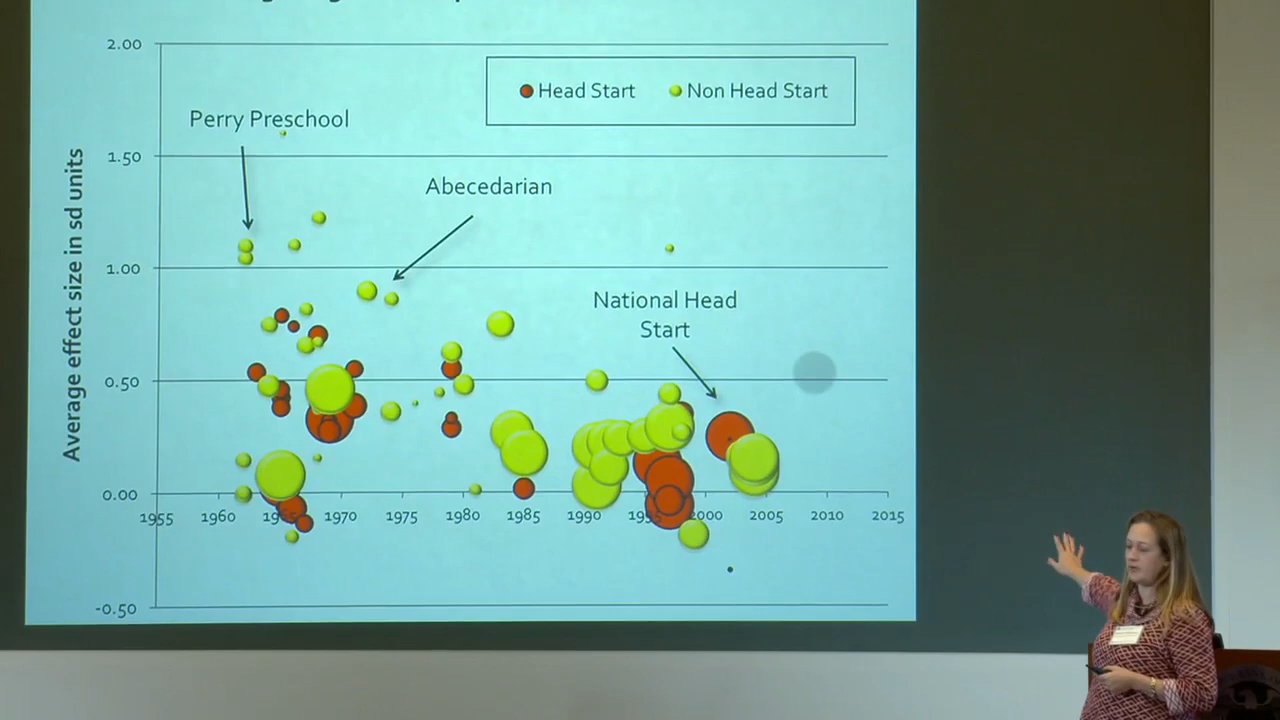 2.00
Head Start
Non Head Start
Perry Preschool
1.50
Abecedarian
Average effect size in sd units
1.00
National Head
Start
0.50
0.00
1955 1960 1970 1975 1980 1985 1990 2000 2005 2010 2015
-0.50